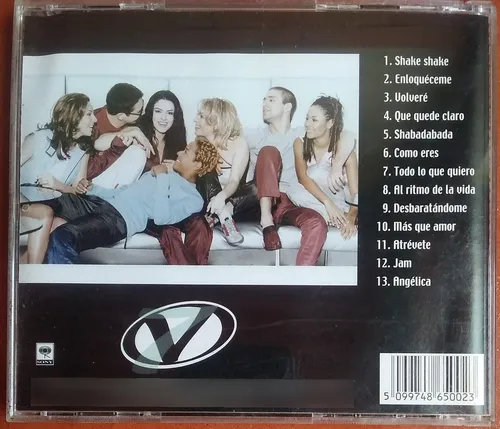 1. Shake shake
2. Enloquéceme
3. Volveré
4. Que quede claro
5. Shabadabada
6. Como eres
7. Todo lo que quiero
8. Al ritmo de la vida
9. Desbaratándome
10. Más que amor
11. Atrévete
12. Jam
13. Angélica
7
V
SONY
5 099748 650023